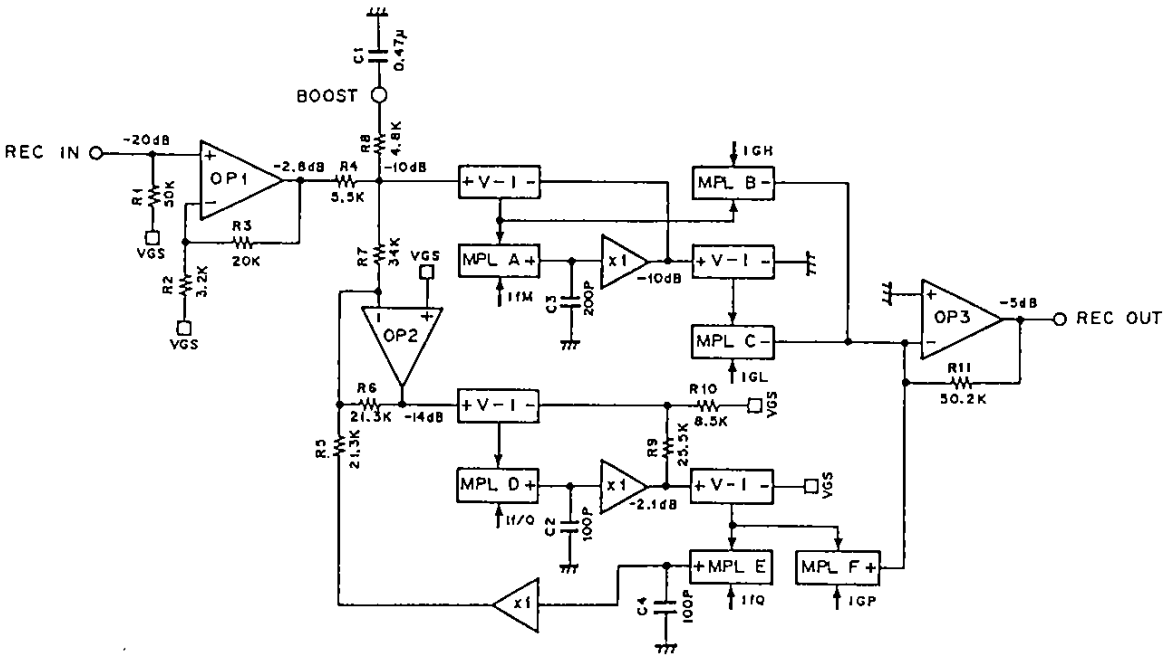 C1
0.47μ
BOOST
R8
4.8K
REC IN
-20dB
+
OP1
-
-2.8dB
R4
5.5K
-10dB
+ V-I -
IGH
MPL B -
R1
50K
VGS
R3
20K
R2
3.2K
VGS
R7
34K
VGS
MPL A +
IfM
×1
-10dB
C3
200P
+ V-I -
MPL C -
IGL
- +
OP2
+
OP3
-
-5dB
REC OUT
R11
50.2K
R6
21.3K
-14dB
+ V-I -
R10
8.5K
VGS
R5
21.3K
R9
25.5K
MPL D +
If/Q
×1
-2.1dB
C2
100P
+ V-I -
VGS
+ MPL E
IfQ
MPL F +
IGP
×1
C4
100P